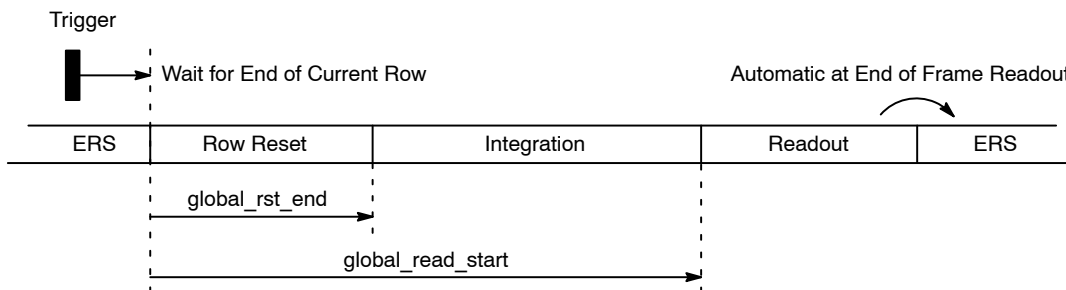 Trigger
Wait for End of Current Row
Automatic at End of Frame Readout
ERS
Row Reset
Integration
Readout
ERS
global_rst_end
global_read_start